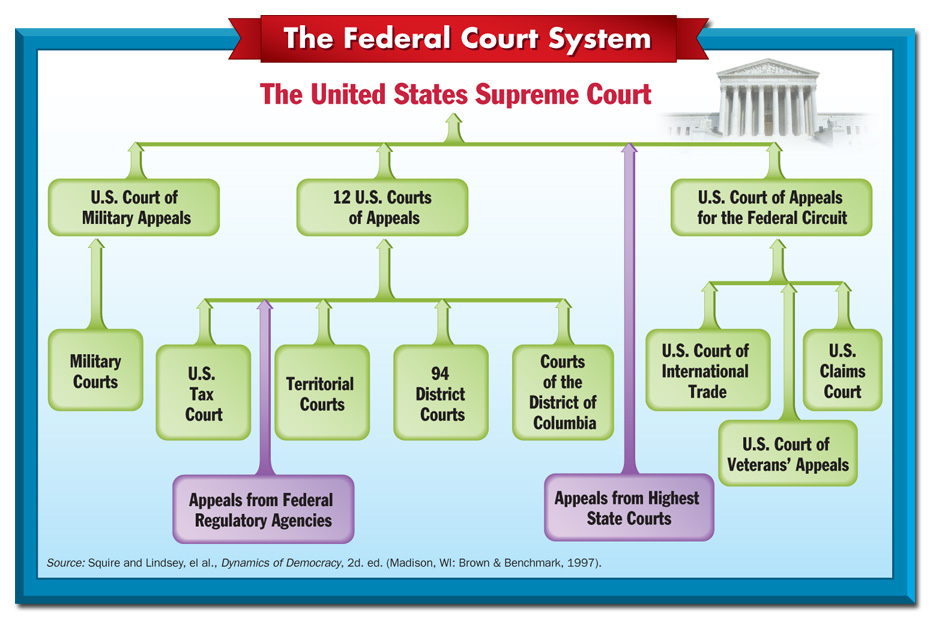 The Federal Court System
The United States Supreme Court
U.S. Court of
Military Appeals
12 U.S. Courts
of Appeals
U.S. Court of Appeals
for the Federal Circuit
Military
Courts
U.S.
Tax
Court
Territorial
Courts
94
District
Courts
Courts
of the
District of
Columbia
U.S. Court of
International
Trade
U.S.
Claims
Court
U.S. Court of
Veterans' Appeals
Appeals from Federal
Regulatory Agencies
Appeals from Highest
State Courts
Source: Squire and Lindsey, el al., Dynamics of Democracy, 2d. ed. (Madison, WI: Brown & Benchmark, 1997).